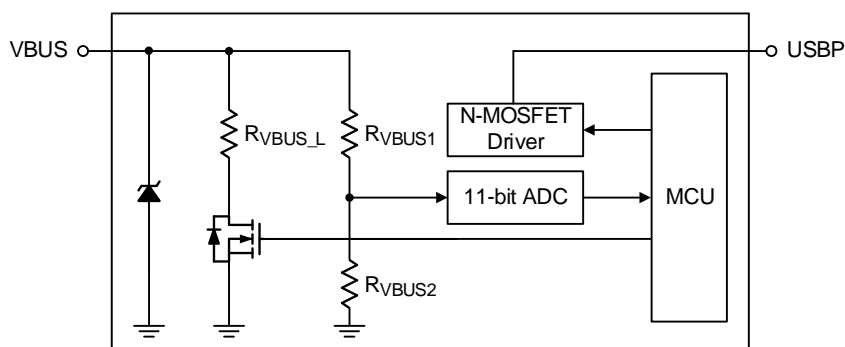 VBUS
USBP
N-MOSFET
Driver
RVBUS_L
RVBUS1
11-bit ADC
MCU
RVBUS2